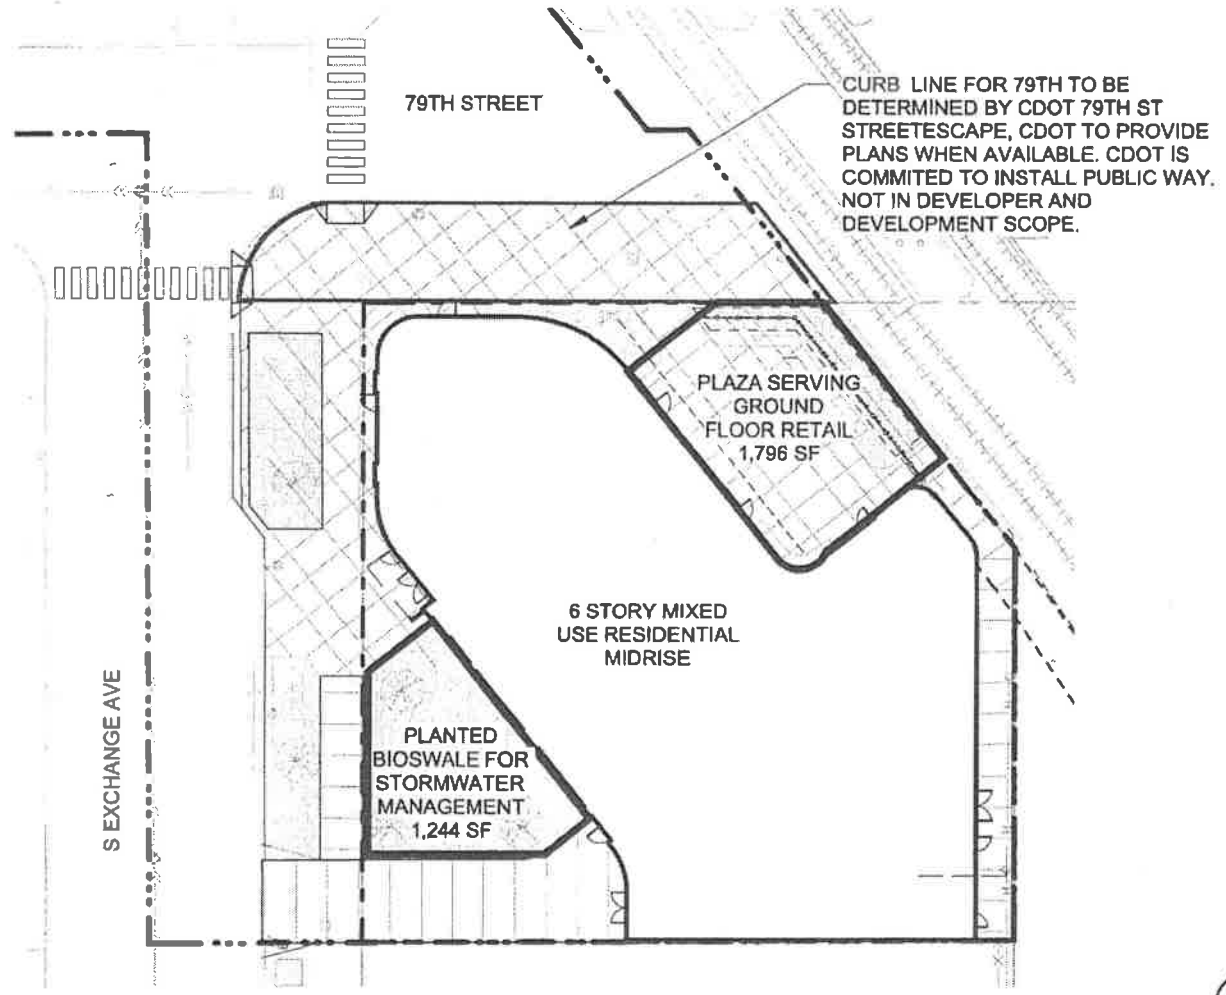 79TH STREET
CURB LINE FOR 79TH TO BE
DETERMINED BY CDOT 79TH ST
STREETESCAPE, CDOT TO PROVIDE
PLANS WHEN AVAILABLE. CDOT IS
COMMITED TO INSTALL PUBLIC WAY.
NOT IN DEVELOPER AND
DEVELOPMENT SCOPE.
PLAZA SERVING
GROUND
FLOOR RETAIL
1,796 SF
6 STORY MIXED
USE RESIDENTIAL
MIDRISE
S EXCHANGE AVE
PLANTED
BIOSWALE FOR
STORMWATER
MANAGEMENT
1,244 SF